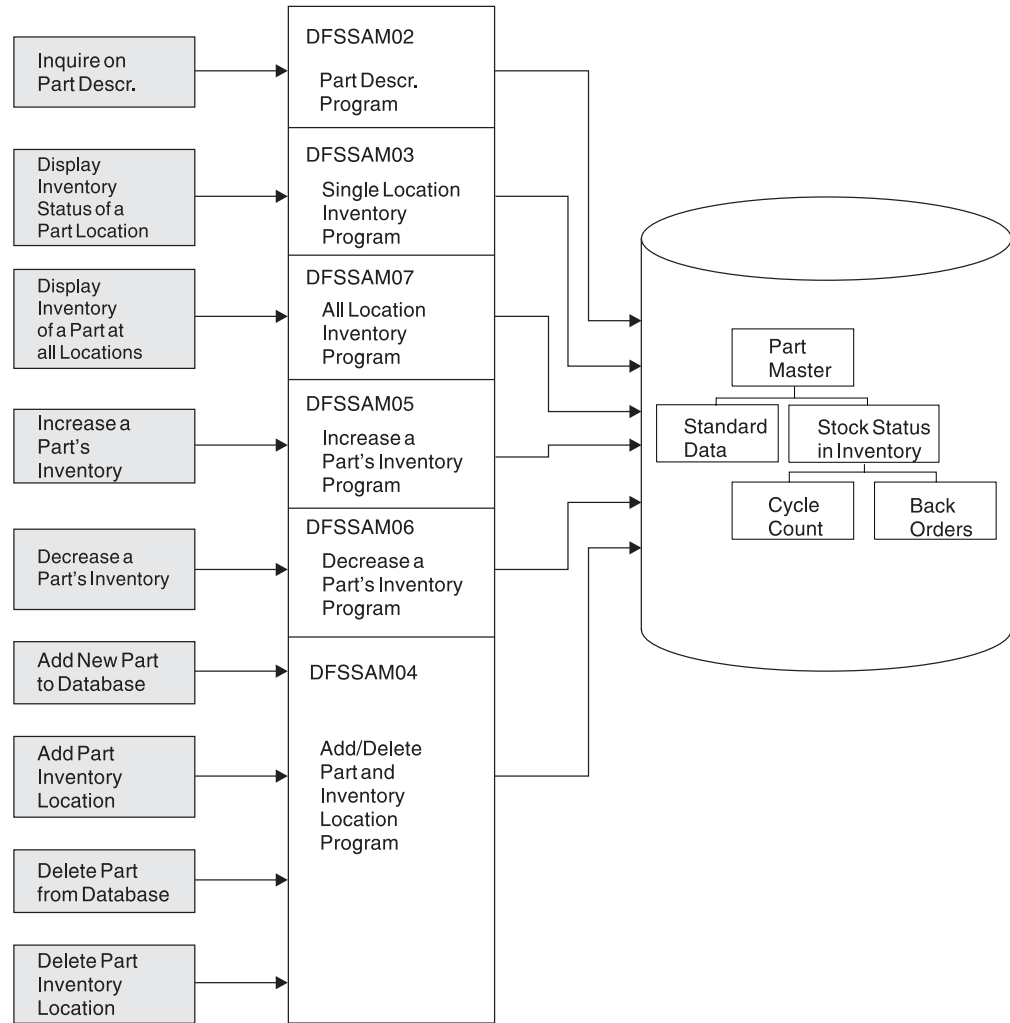 Inquire on
Part Descr.
Display
Inventory
Status of a
Part Location
Display
Inventory
of a Part at
all Locations
Increase a
Part's
Inventory
Decrease a
Part's Inventory
Add New Part
to Database
Add Part
Inventory
Location
Delete Part
from Database
Delete Part
Inventory
Location
DFSSAM02
Part Descr.
Program
DFSSAM03
Single Location
Inventory
Program
DFSSAM07
All Location
Inventory
Program
DFSSAM05
Increase a
Part's Inventory
Program
DFSSAM06
Decrease a
Part's Inventory
Program
DFSSAM04
Add/Delete
Part and
Inventory
Location
Program
Part
Master
Standard
Data
Stock Status
in Inventory
Cycle
Count
Back
Orders